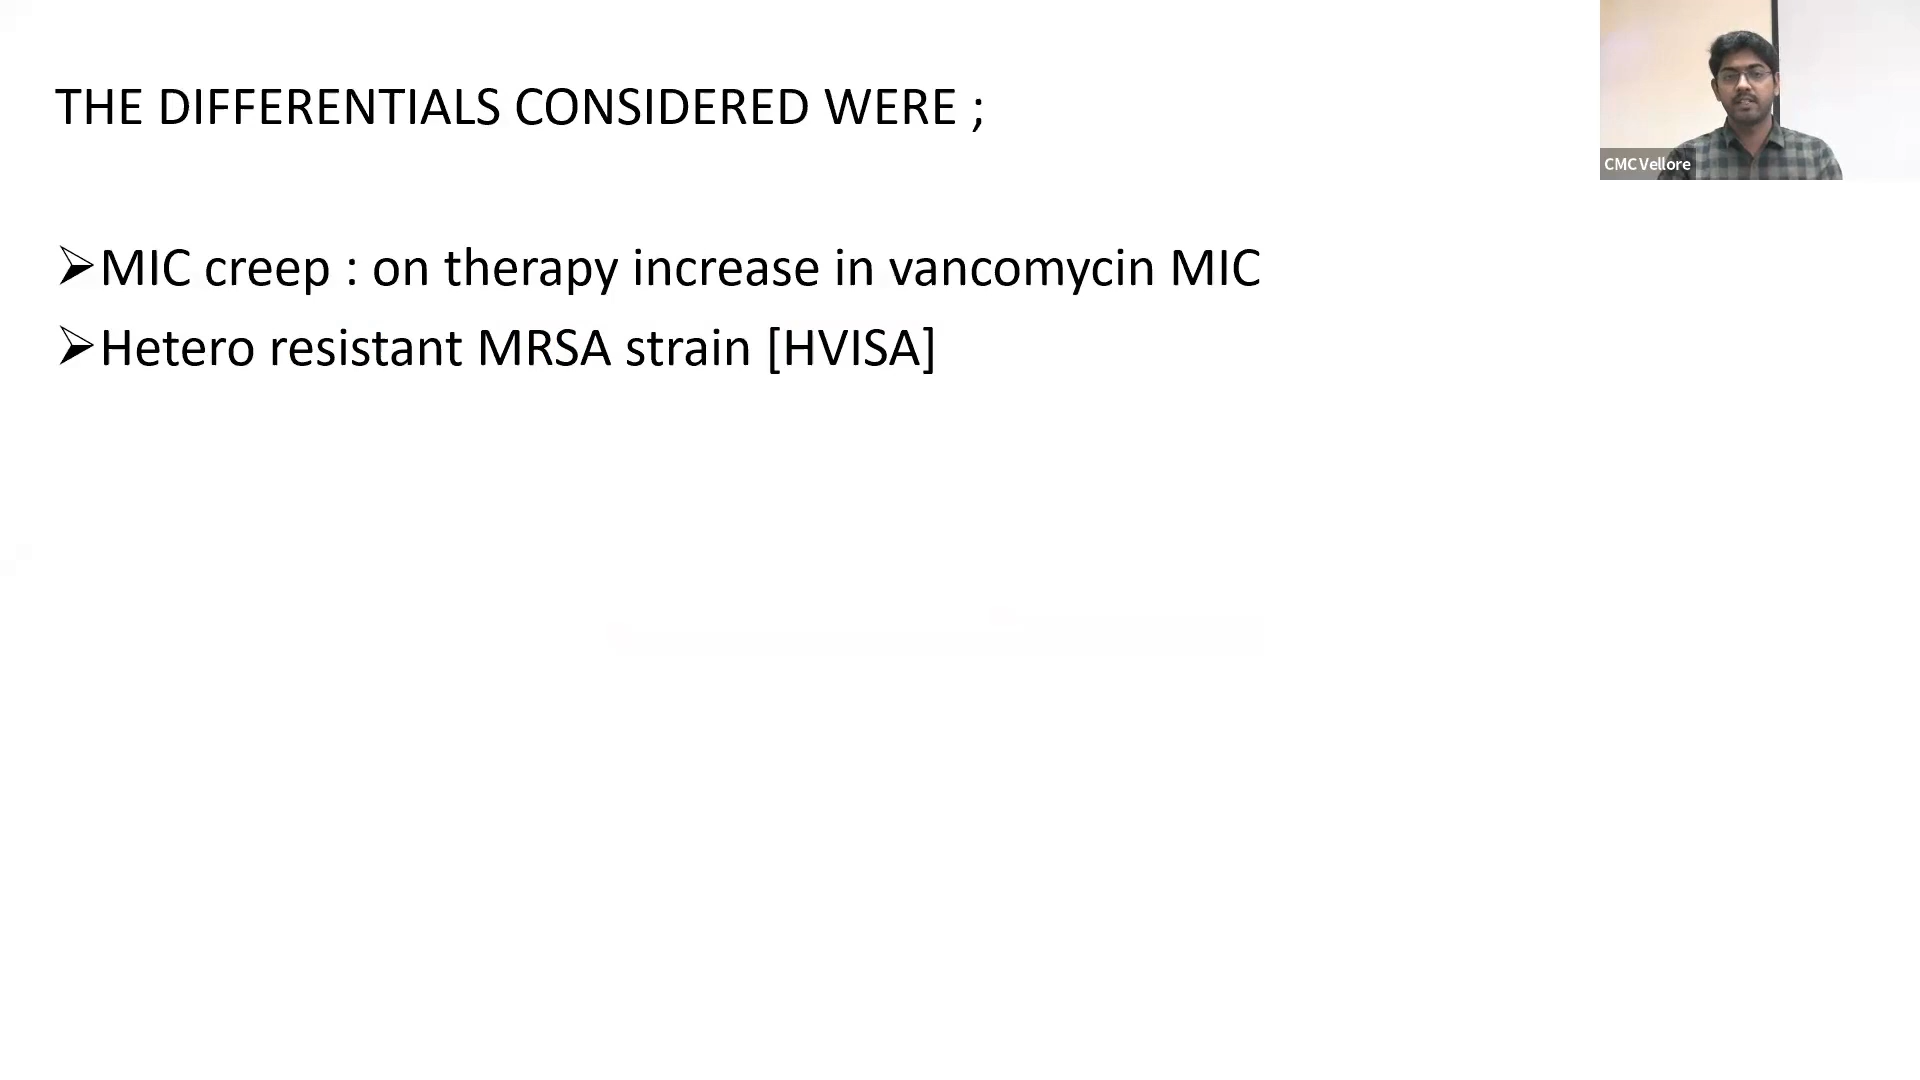 THE DIFFERENTIALS CONSIDERED WERE ;
CMC Vellore
➢MIC creep : on therapy increase in vancomycin MIC
➢Hetero resistant MRSA strain [HVISA]